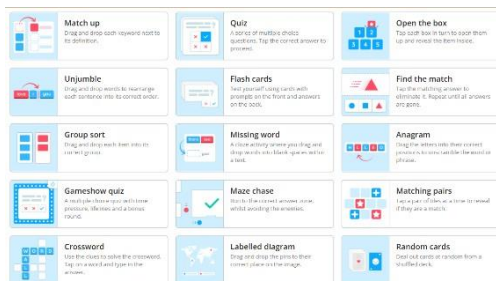 Match up
Drag and drop each keyword next to
its definition.
Quiz
A series of multiple choice
questions. Tap the correct answer to
proceed.
Open the box
Tap each box in turn to open them
up and reveal the item inside.
Unjumble
Drag and drop words to rearrange
each sentence into its correct order.
Flash cards
Test yourself using cards with
prompts on the front and answers
on the back.
Find the match
Tap the matching answer to
eliminate it. Repeat until all answers
are gone.
Group sort
Drag and drop each item into its
correct group.
Missing word
A cloze activity where you drag and
drop words into blank spaces within
a text.
Anagram
Drag the letters into their correct
positions to unscramble the word or
phrase.
Gameshow quiz
A multiple choice quiz with time
pressure, lifelines and a bonus
round.
Maze chase
Run to the correct answer zone,
whilst avoiding the enemies.
Matching pairs
Tap a pair of tiles at a time to reveal
if they are a match.
Crossword
Use the clues to solve the crossword.
Tap on a word and type in the
answer.
Labelled diagram
Drag and drop the pins to their
correct place on the image.
Random cards
Deal out cards at random from a
shuffled deck.